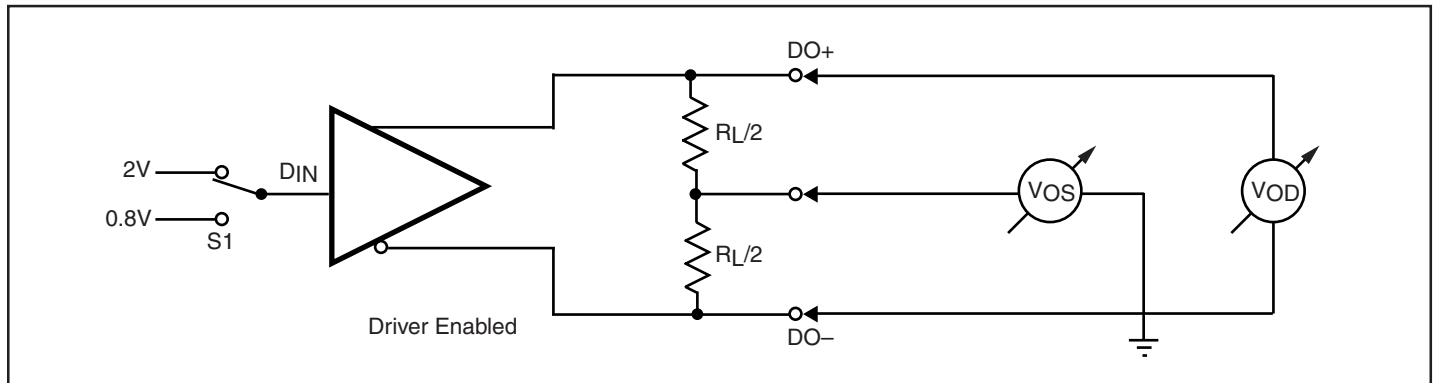 DO+
RL/2
2V
DIN
VOS
VOD
0.8V
S1
RL/2
Driver Enabled
DO–